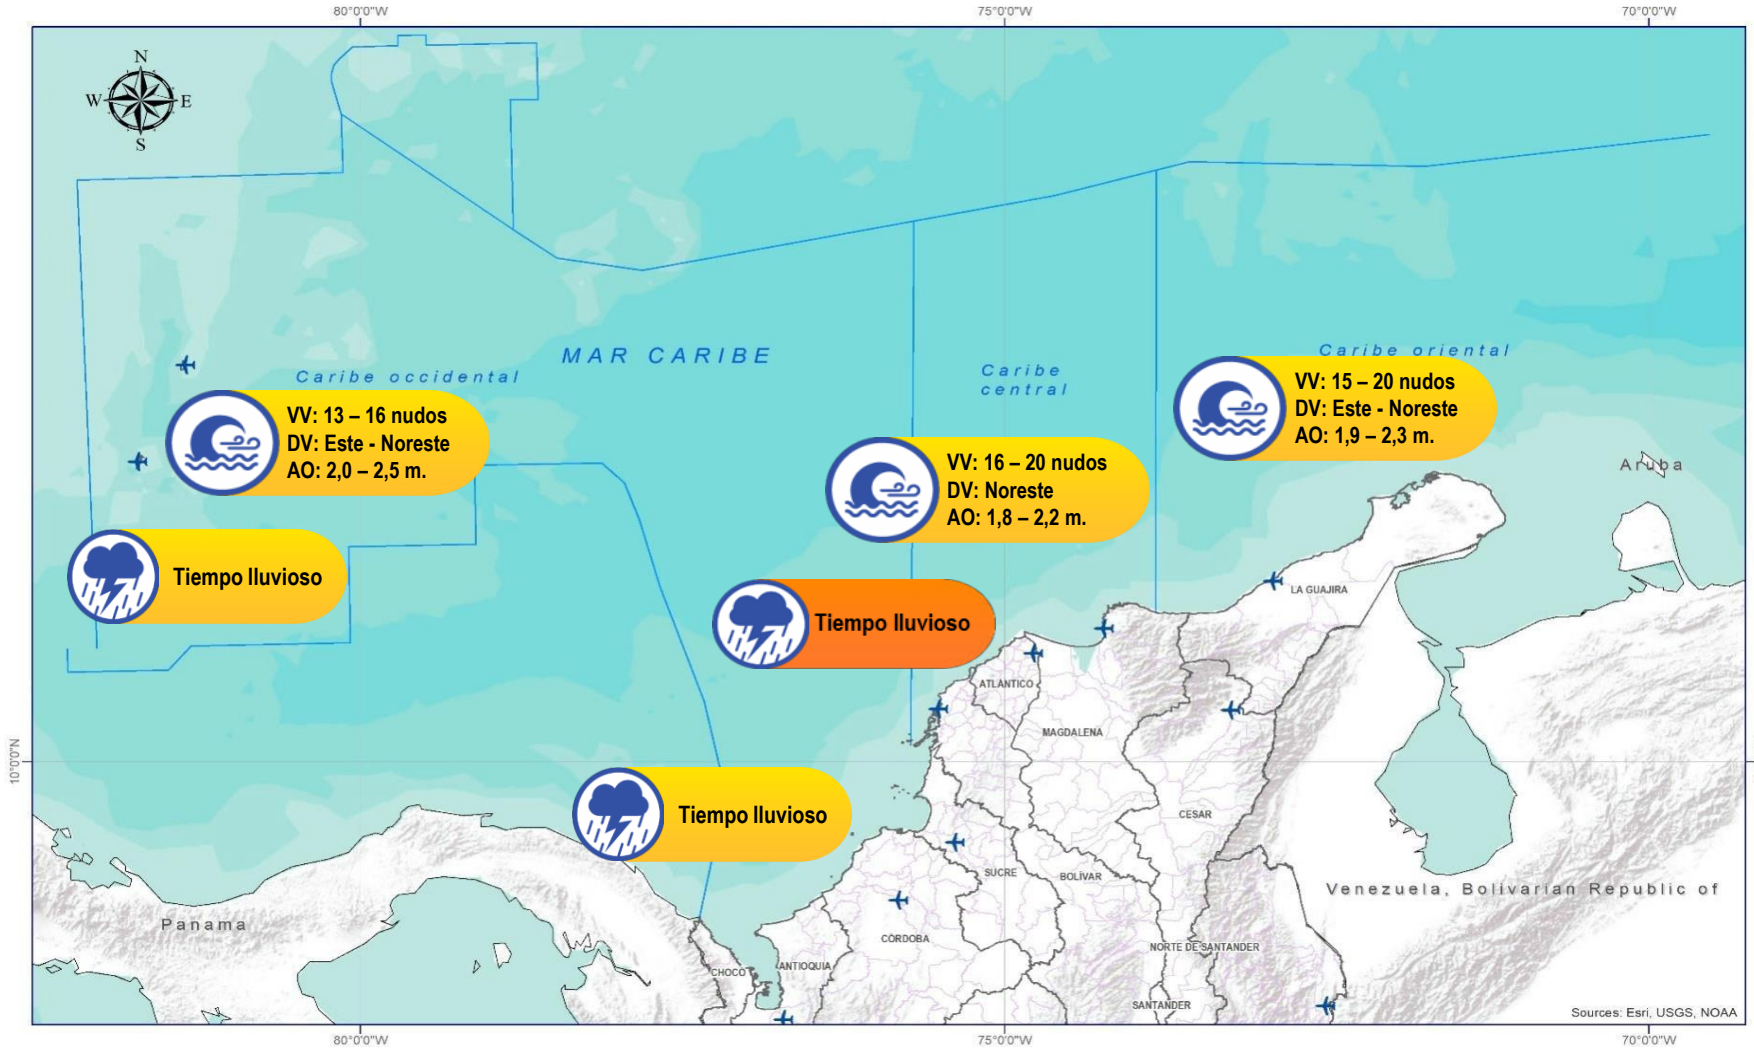 80°0'0"W
75°0'0"W
70°0'0"W
N
W
E
S
MAR CARIBE
Caribe occidental
Caribe
central
Caribe oriental
VV: 13 – 16 nudos
DV: Este - Noreste
AO: 2,0 – 2,5 m.
VV: 16 – 20 nudos
DV: Noreste
AO: 1,8 – 2,2 m.
VV: 15 – 20 nudos
DV: Este - Noreste
AO: 1,9 – 2,3 m.
Aruba
Tiempo lluvioso
Tiempo lluvioso
LA GUAJIRA
ATLÁNTICO
MAGDALENA
10°0'0"N
Tiempo lluvioso
CESAR
SUCRE
BOLÍVAR
Venezuela, Bolivarian Republic of
Panama
CÓRDOBA
NORTE DE SANTANDER
CHOCÓ
ANTIOQUIA
SANTANDER
Sources: Esri, USGS, NOAA
80°0'0"W
75°0'0"W
70°0'0"W